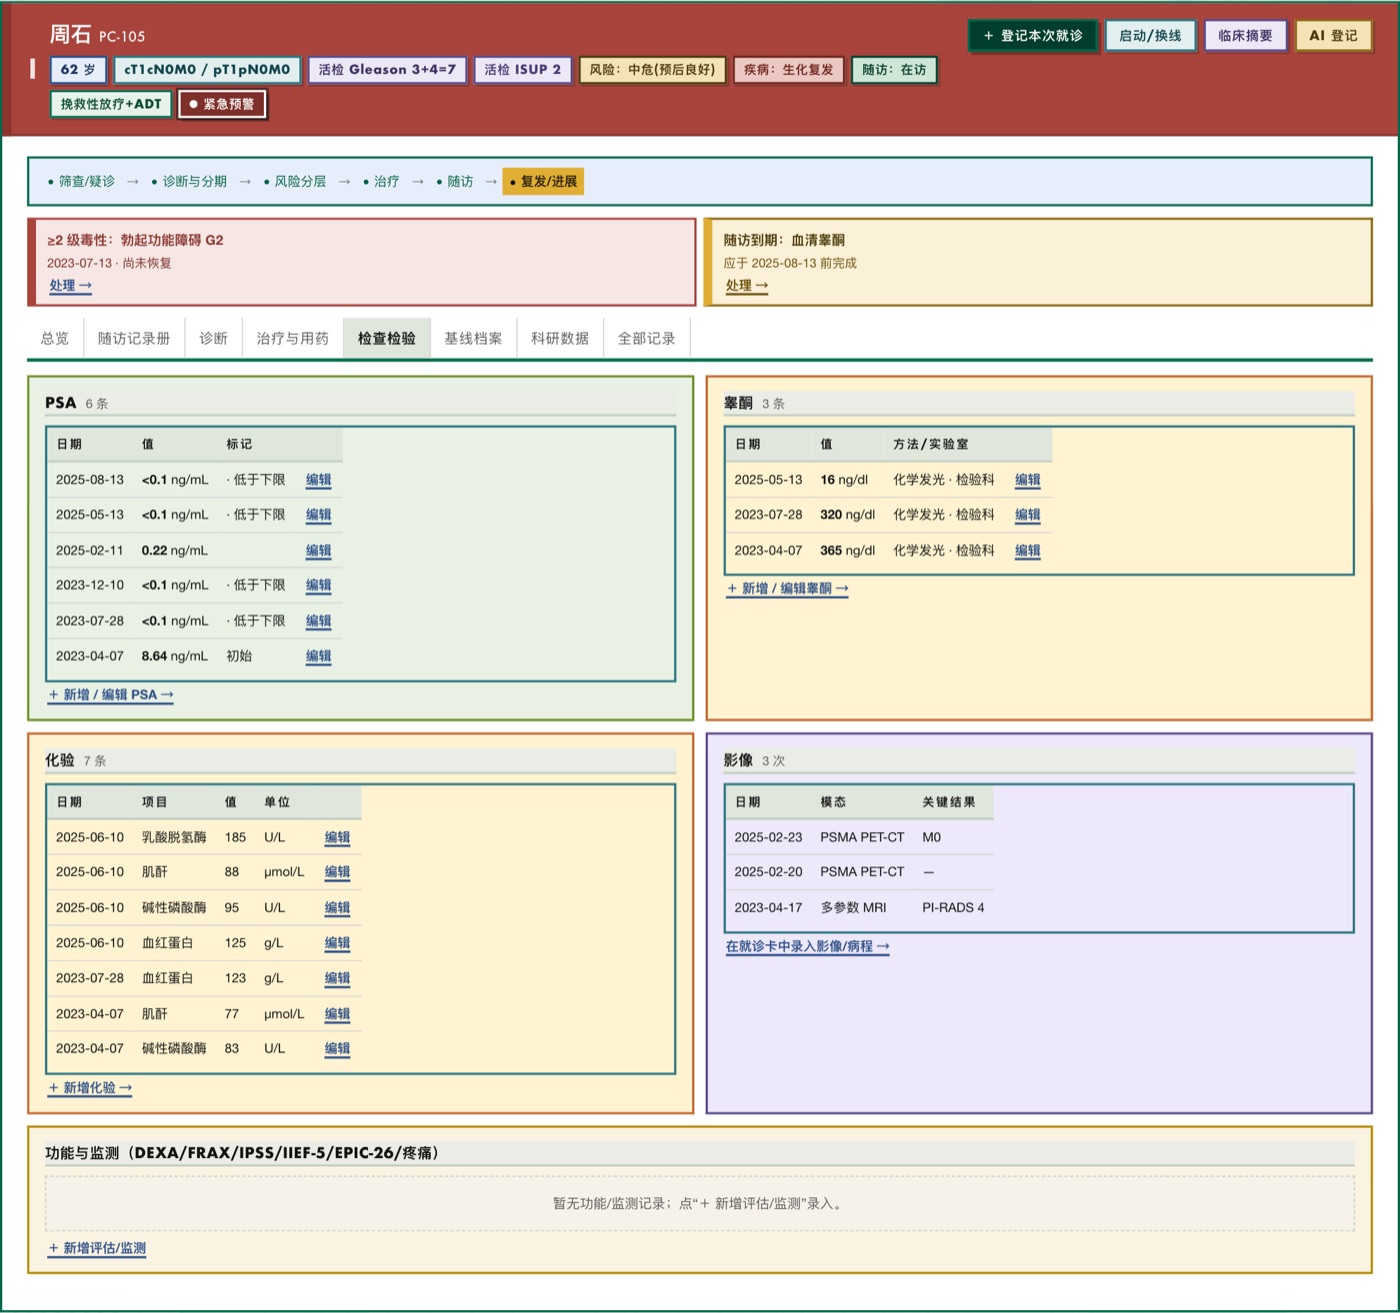 周石 PC-105
＋ 登记本次就诊 启动/换线 临床摘要 AI 登记
62 岁 cT1cN0M0 / pT1pN0M0 活检 Gleason 3+4=7 活检 ISUP 2 风险：中危(预后良好) 疾病：生化复发 随访：在访
挽救性放疗+ADT ● 紧急预警
• 筛查/疑诊 → • 诊断与分期 → • 风险分层 → • 治疗 → • 随访 → • 复发/进展
≥2 级毒性：勃起功能障碍 G2
2023-07-13 · 尚未恢复
处理 →
随访到期：血清睾酮
应于 2025-08-13 前完成
处理 →
总览 随访记录册 诊断 治疗与用药 检查检验 基线档案 科研数据 全部记录
PSA 6 条
日期 值 标记
2025-08-13 <0.1 ng/mL · 低于下限 编辑
2025-05-13 <0.1 ng/mL · 低于下限 编辑
2025-02-11 0.22 ng/mL 编辑
2023-12-10 <0.1 ng/mL · 低于下限 编辑
2023-07-28 <0.1 ng/mL · 低于下限 编辑
2023-04-07 8.64 ng/mL 初始 编辑
＋ 新增 / 编辑 PSA →
睾酮 3 条
日期 值 方法/实验室
2025-05-13 16 ng/dl 化学发光 · 检验科 编辑
2023-07-28 320 ng/dl 化学发光 · 检验科 编辑
2023-04-07 365 ng/dl 化学发光 · 检验科 编辑
＋ 新增 / 编辑睾酮 →
化验 7 条
日期 项目 值 单位
2025-06-10 乳酸脱氢酶 185 U/L 编辑
2025-06-10 肌酐 88 μmol/L 编辑
2025-06-10 碱性磷酸酶 95 U/L 编辑
2025-06-10 血红蛋白 125 g/L 编辑
2023-07-28 血红蛋白 123 g/L 编辑
2023-04-07 肌酐 77 μmol/L 编辑
2023-04-07 碱性磷酸酶 83 U/L 编辑
＋ 新增化验 →
影像 3 次
日期 模态 关键结果
2025-02-23 PSMA PET-CT M0
2025-02-20 PSMA PET-CT —
2023-04-17 多参数 MRI PI-RADS 4
在就诊卡中录入影像/病程 →
功能与监测（DEXA/FRAX/IPSS/IIEF-5/EPIC-26/疼痛）
暂无功能/监测记录；点“＋ 新增评估/监测”录入。
＋ 新增评估/监测